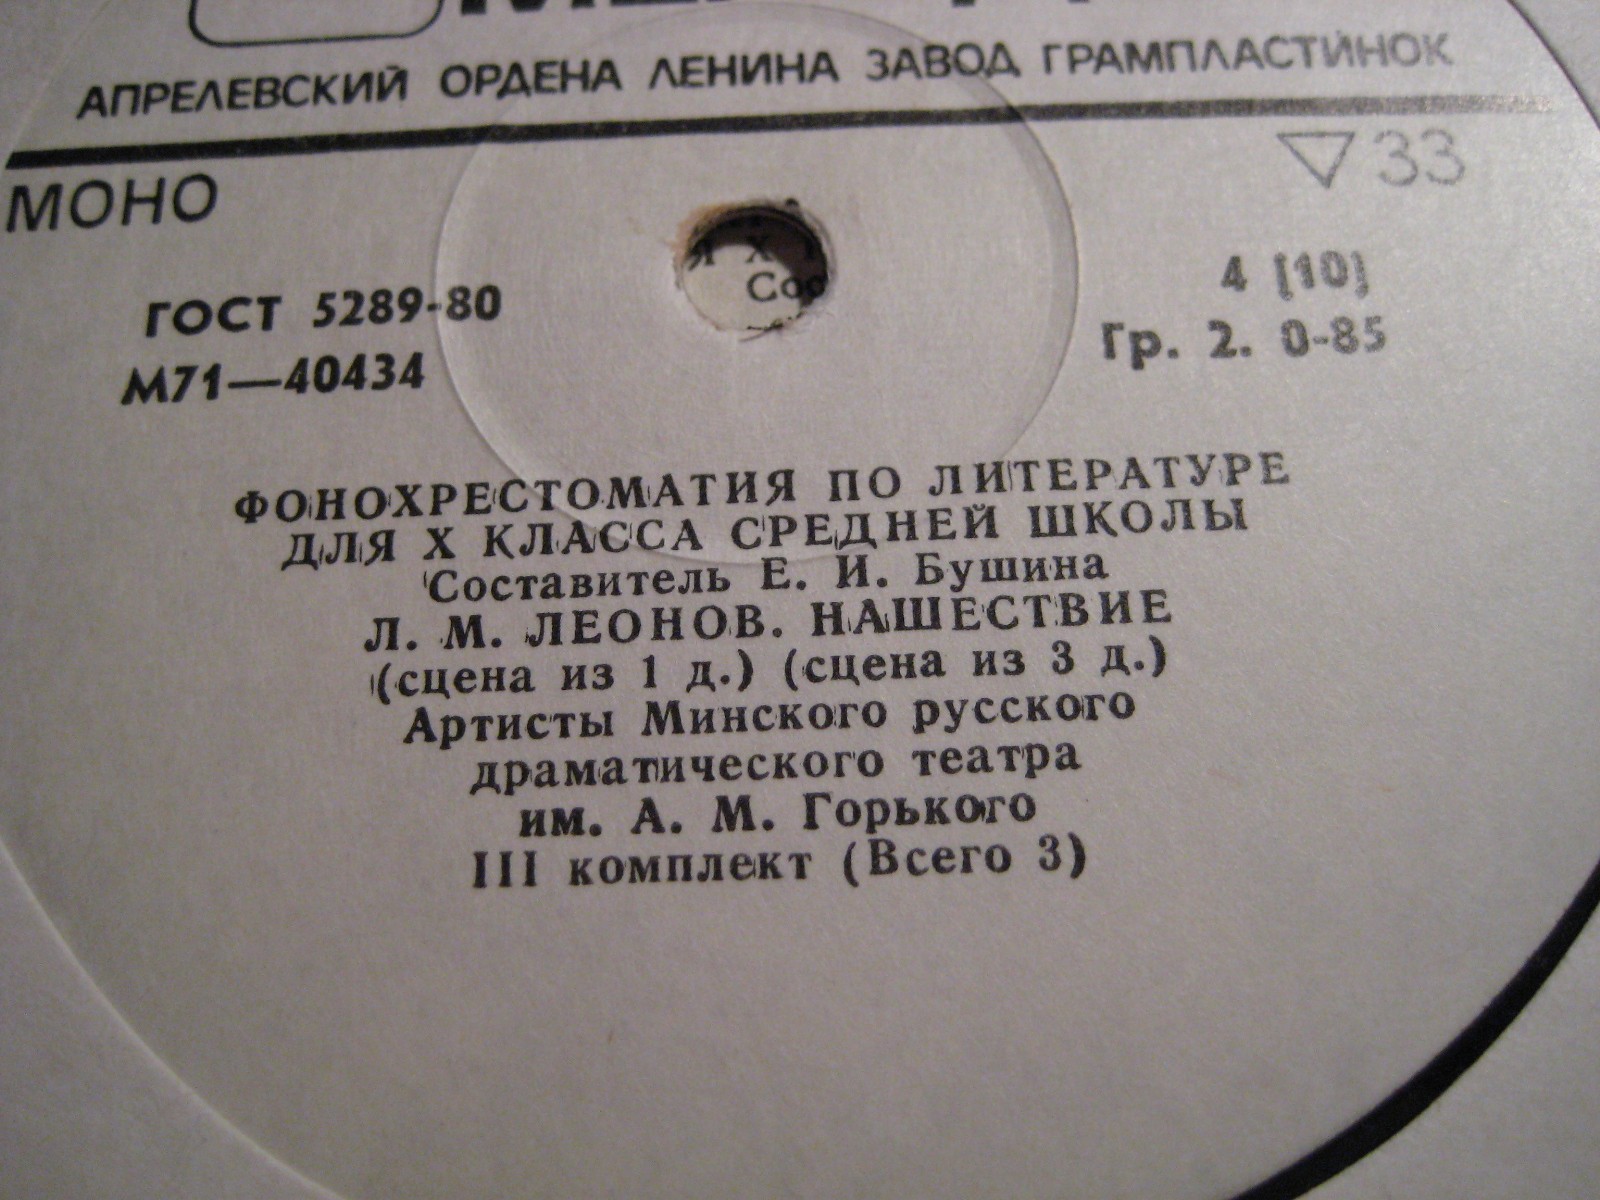 АПРЕЛЕВСКИЙ ОРДЕНА ЛЕНИНА ЗАВОД ГРАМПЛАСТИНОК
МОНО
▽33
ГОСТ 5289-80
4 [10]
М71—40434
Гр. 2. 0-85
ФОНОХРЕСТОМАТИЯ ПО ЛИТЕРАТУРЕ
ДЛЯ X КЛАССА СРЕДНЕЙ ШКОЛЫ
Составитель Е. И. Бушина
Л. М. ЛЕОНОВ. НАШЕСТВИЕ
(сцена из 1 д.) (сцена из 3 д.)
Артисты Минского русского
драматического театра
им. А. М. Горького
III комплект (Всего 3)